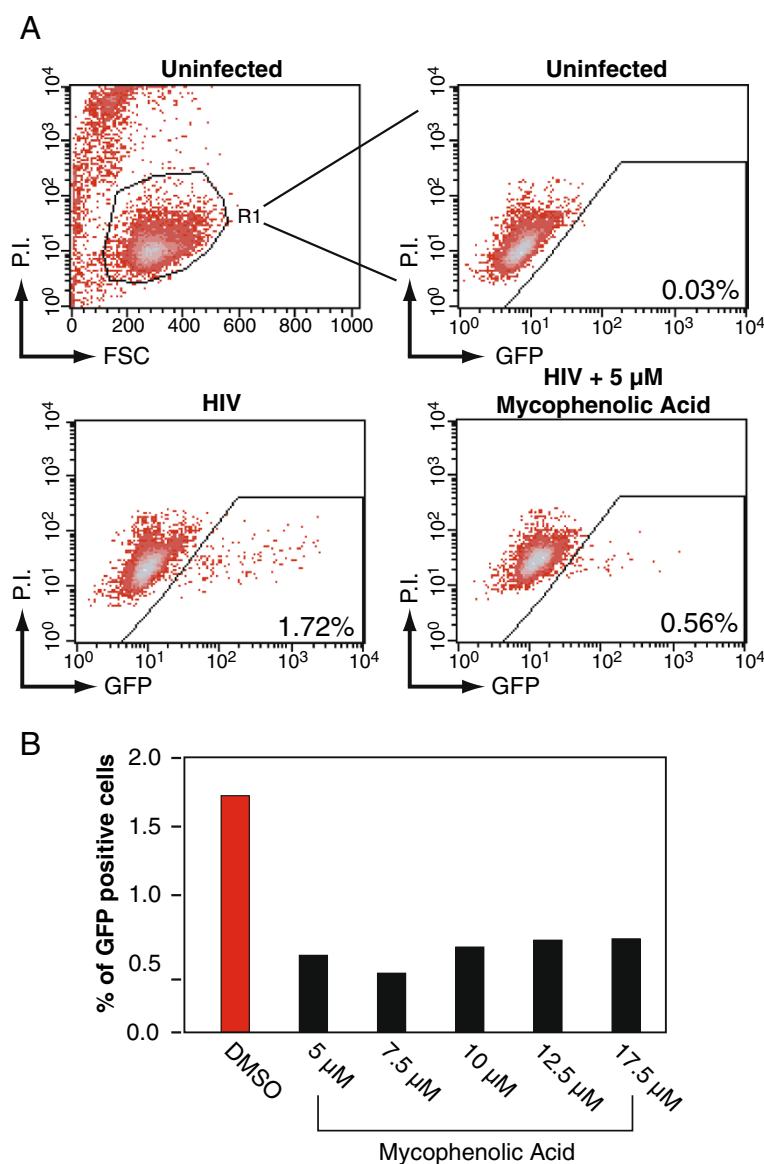 A
Uninfected
Uninfected
10⁴
10³
10²
10¹
10⁰
P.I.
R1
0 200 400 600 800 1000
FSC
10⁴
10³
10²
10¹
10⁰
P.I.
0.03%
10⁰ 10¹ 10² 10³ 10⁴
GFP
HIV
HIV + 5 µM
Mycophenolic Acid
10⁴
10³
10²
10¹
10⁰
P.I.
1.72%
10⁰ 10¹ 10² 10³ 10⁴
GFP
10⁴
10³
10²
10¹
10⁰
P.I.
0.56%
10⁰ 10¹ 10² 10³ 10⁴
GFP
B
% of GFP positive cells
2.0
1.5
1.0
0.5
0.0
DMSO
5 µM
7.5 µM
10 µM
12.5 µM
17.5 µM
Mycophenolic Acid